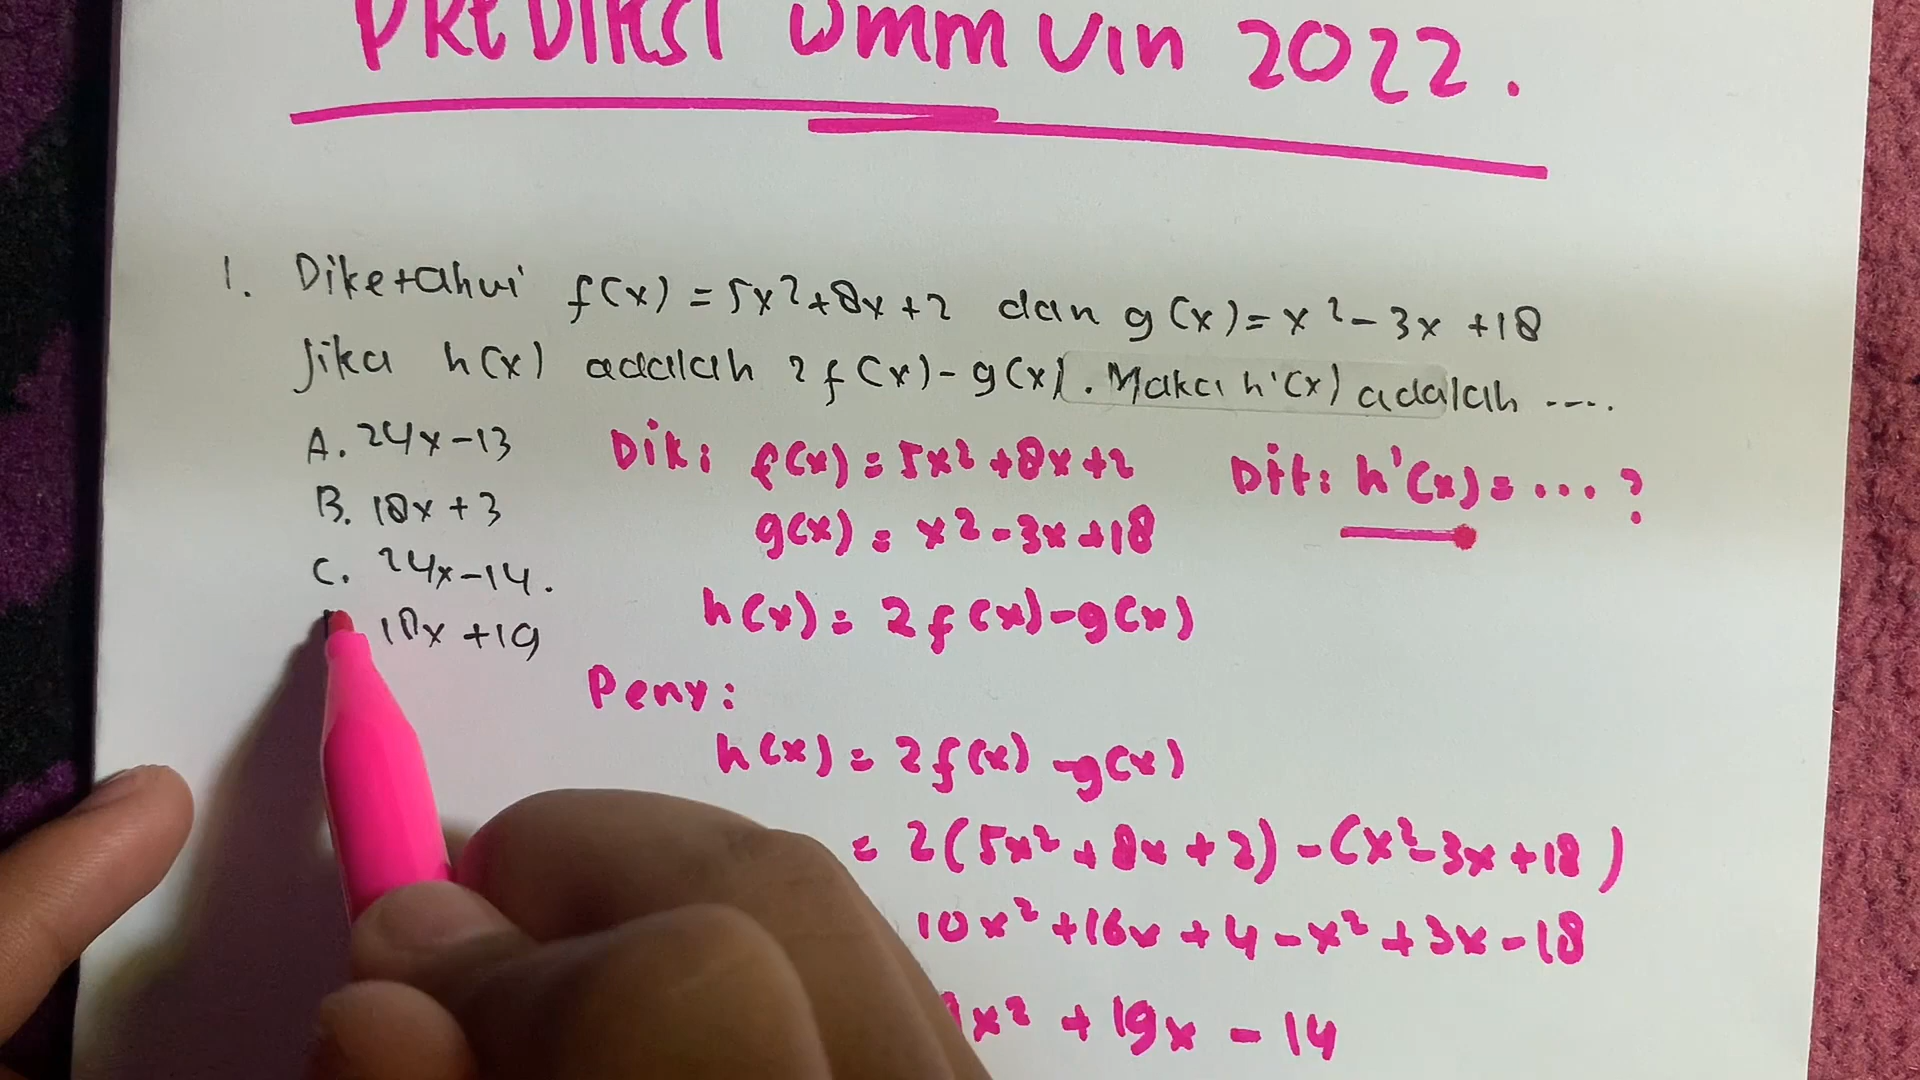 PREDIKSI UMM UIN 2022.
1. Diketahui f(x) = 5x²+8x+2 dan g(x)= x²-3x+18
Jika h(x) adalah 2f(x)-g(x). Maka h'(x) adalah ....
A. 24x-13
B. 18x+3
C. 24x-14.
18x+19
Dik: f(x)= 5x²+8x+2
g(x)= x²-3x+18
h(x)= 2f(x)-g(x)
Dit: h'(x)= ... ?
Peny:
h(x)= 2f(x)-g(x)
= 2(5x²+8x+2)-(x²-3x+18)
10x²+16x+4-x²+3x-18
9x²+19x-14